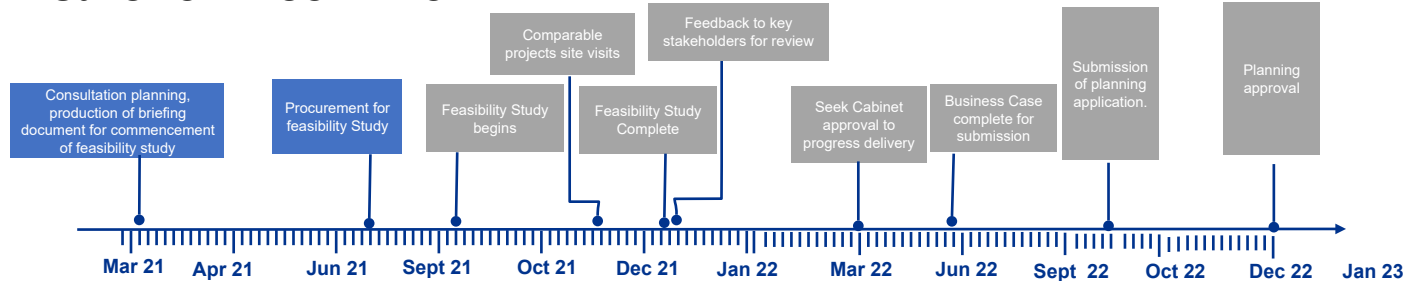 Feedback to key
stakeholders for review
Comparable
projects site visits
Consultation planning,
production of briefing
document for commencement
of feasibility study
Procurement for
feasibility Study
Feasibility Study
begins
Feasibility Study
Complete
Seek Cabinet
approval to
progress delivery
Business Case
complete for
submission
Submission
of planning
application.
Planning
approval
Mar 21 Apr 21 Jun 21 Sept 21 Oct 21 Dec 21 Jan 22 Mar 22 Jun 22 Sept 22 Oct 22 Dec 22 Jan 23